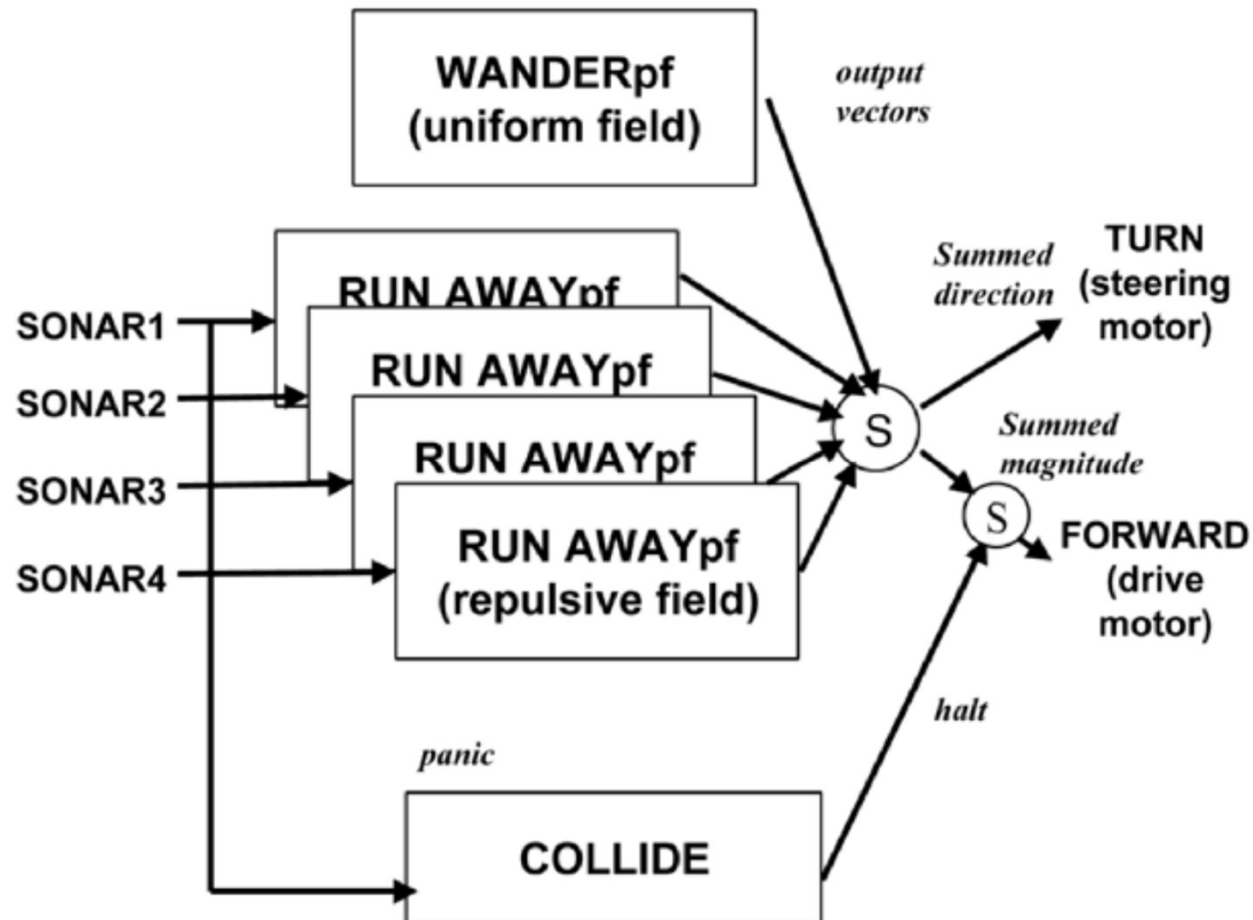 WANDERpf
(uniform field)
output
vectors
RUN AWAYpf
RUN AWAYpf
RUN AWAYpf
RUN AWAYpf
(repulsive field)
SONAR1
SONAR2
SONAR3
SONAR4
S
Summed
direction
TURN
(steering
motor)
Summed
magnitude
S
FORWARD
(drive
motor)
halt
panic
COLLIDE